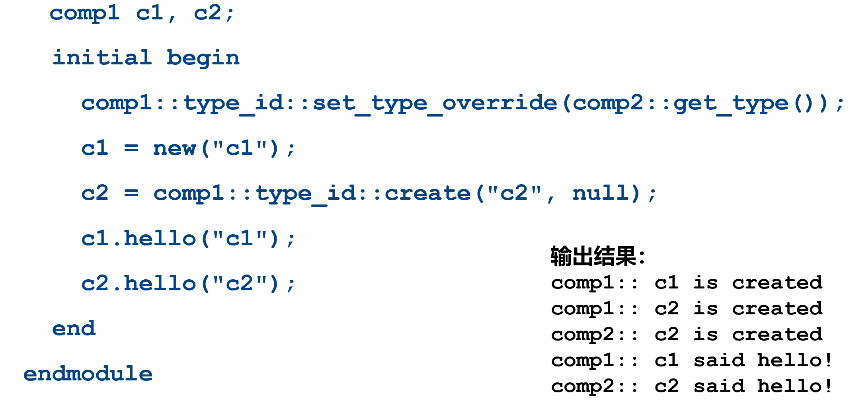 comp1 c1, c2;
initial begin
comp1::type_id::set_type_override(comp2::get_type());
c1 = new("c1");
c2 = comp1::type_id::create("c2", null);
c1.hello("c1");
c2.hello("c2");
end
endmodule
输出结果:
comp1:: c1 is created
comp1:: c2 is created
comp2:: c2 is created
comp1:: c1 said hello!
comp2:: c2 said hello!